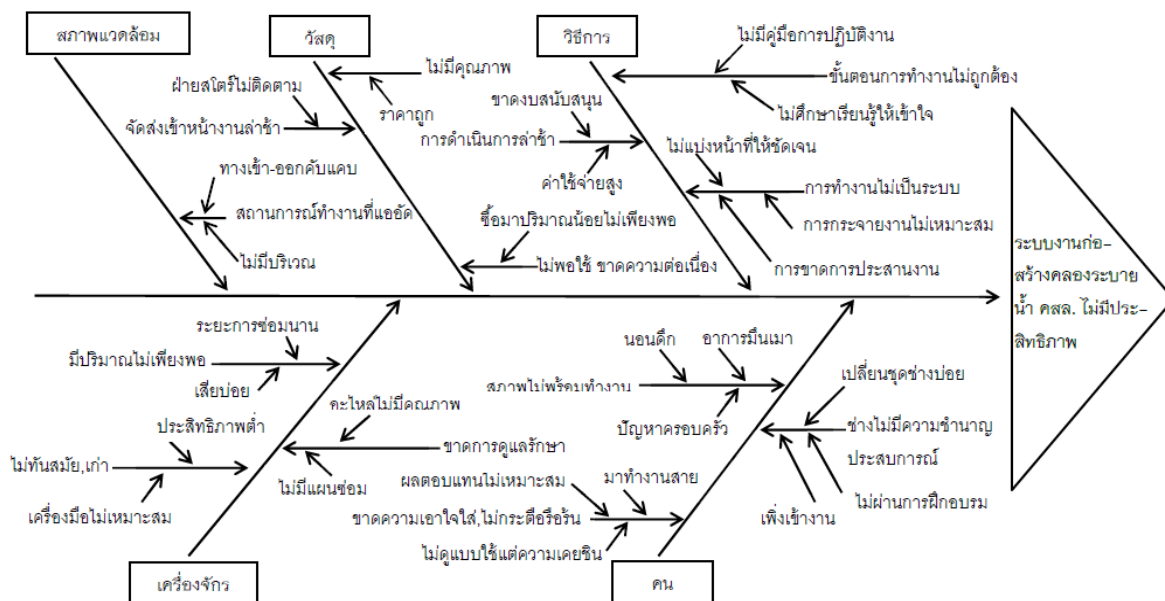 สภาพแวดล้อม
วัสดุ
วิธีการ
ไม่มีคู่มือการปฏิบัติงาน
ไม่มีคุณภาพ
ขั้นตอนการทำงานไม่ถูกต้อง
ฝ่ายสโตร์ไม่ติดตาม
ราคาถูก
ขาดงบสนับสนุน
ไม่ศึกษาเรียนรู้ให้เข้าใจ
จัดส่งเข้าหน้างานล่าช้า
การดำเนินการล่าช้า
ไม่แบ่งหน้าที่ให้ชัดเจน
ทางเข้า-ออกคับแคบ
ค่าใช้จ่ายสูง
การทำงานไม่เป็นระบบ
สถานการณ์ทำงานที่แออัด
ซื้อมาปริมาณน้อยไม่เพียงพอ
การกระจายงานไม่เหมาะสม
ไม่มีบริเวณ
ไม่พอใช้ ขาดความต่อเนื่อง
การขาดการประสานงาน
ระบบงานก่อ-
สร้างคลองระบาย
น้ำ คสล. ไม่มีประ-
สิทธิภาพ
ระยะการซ่อมนาน
นอนดึก
อาการมึนเมา
มีปริมาณไม่เพียงพอ
เสียบ่อย
สภาพไม่พร้อมทำงาน
เปลี่ยนชุดช่างบ่อย
อะไหล่ไม่มีคุณภาพ
ประสิทธิภาพต่ำ
ปัญหาครอบครัว
ช่างไม่มีความชำนาญ
ประสบการณ์
ขาดการดูแลรักษา
ไม่ทันสมัย,เก่า
ไม่มีแผนซ่อม
ผลตอบแทนไม่เหมาะสม
มาทำงานสาย
ไม่ผ่านการฝึกอบรม
เครื่องมือไม่เหมาะสม
ขาดความเอาใจใส่,ไม่กระตือรือร้น
เพิ่งเข้างาน
ไม่ดูแบบใช้แต่ความเคยชิน
เครื่องจักร
คน